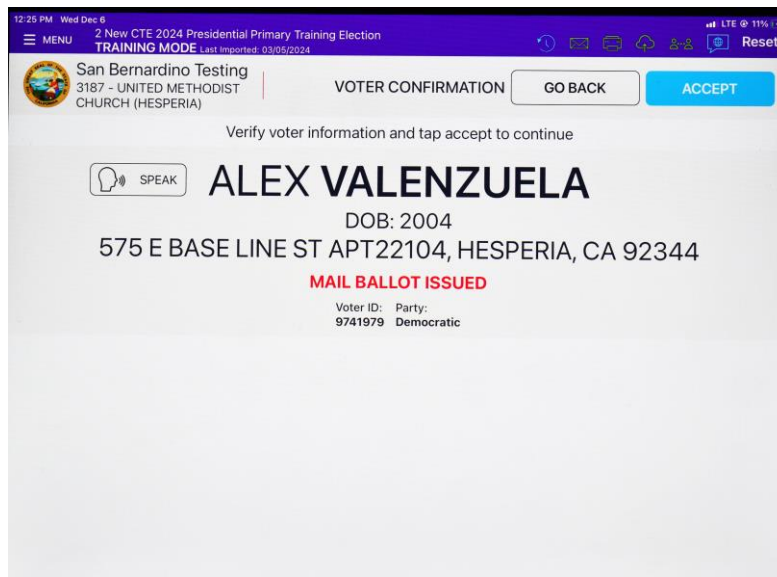 12:25 PM Wed Dec 6
LTE 11%
MENU
2 New CTE 2024 Presidential Primary Training Election
TRAINING MODE Last Imported: 03/05/2024
Reset
San Bernardino Testing
3187 - UNITED METHODIST
CHURCH (HESPERIA)
VOTER CONFIRMATION
GO BACK
ACCEPT
Verify voter information and tap accept to continue
SPEAK
ALEX VALENZUELA
DOB: 2004
575 E BASE LINE ST APT22104, HESPERIA, CA 92344
MAIL BALLOT ISSUED
Voter ID: Party:
9741979 Democratic